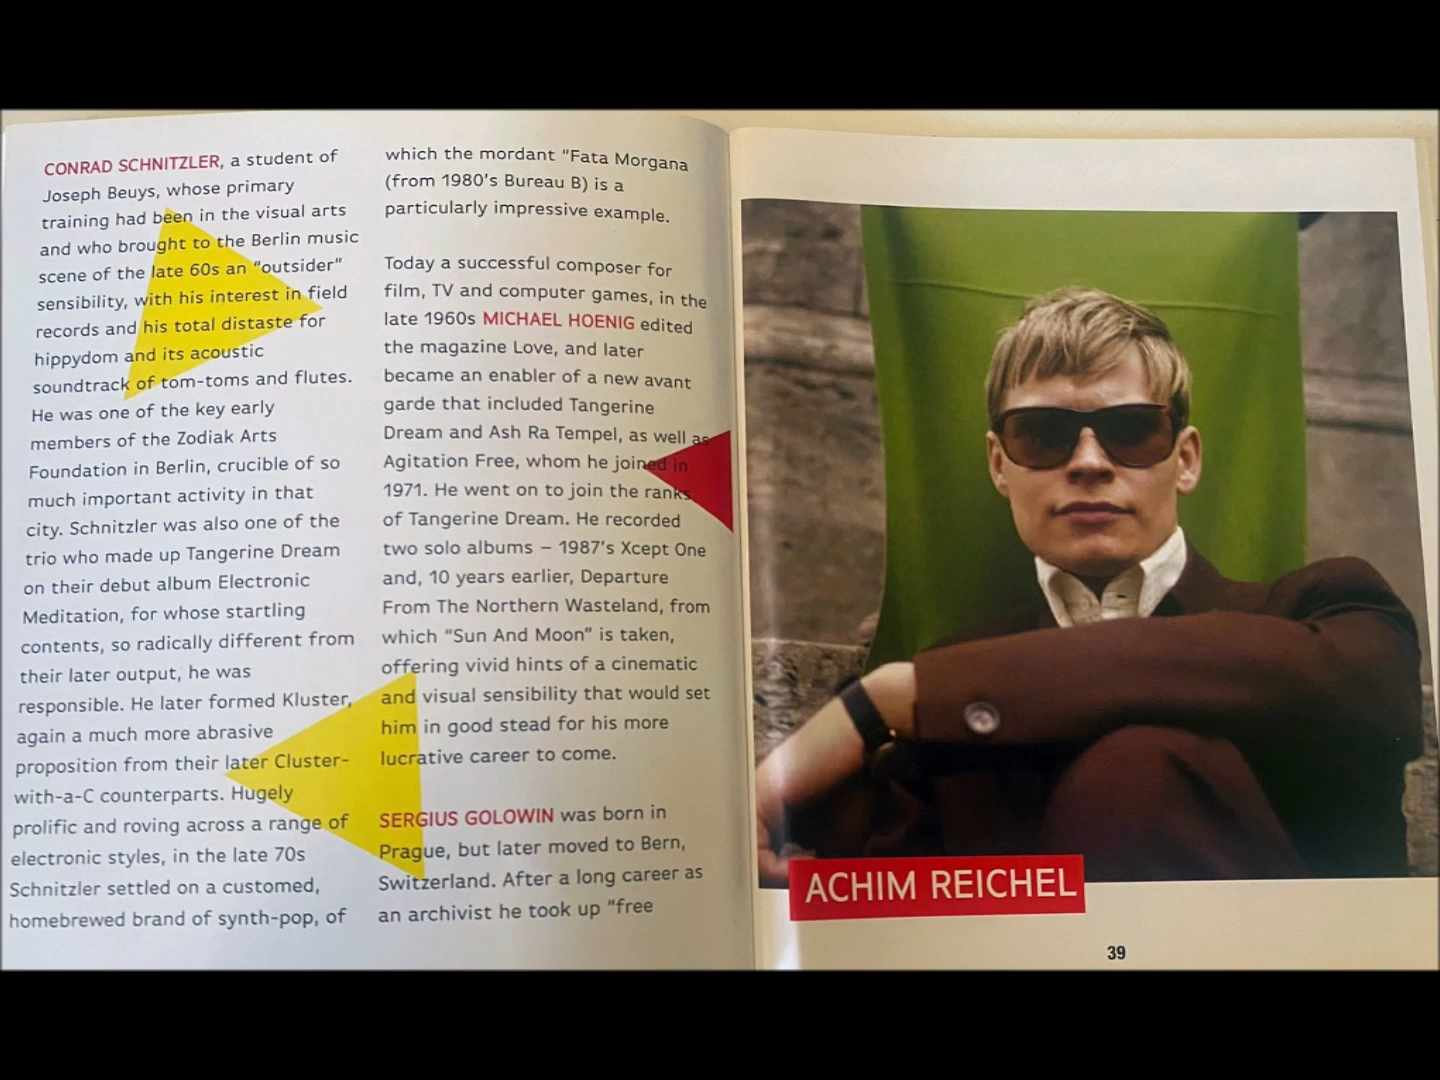 CONRAD SCHNITZLER, a student of
Joseph Beuys, whose primary
training had been in the visual arts
and who brought to the Berlin music
scene of the late 60s an "outsider"
sensibility, with his interest in field
records and his total distaste for
hippydom and its acoustic
soundtrack of tom-toms and flutes.
He was one of the key early
members of the Zodiak Arts
Foundation in Berlin, crucible of so
much important activity in that
city. Schnitzler was also one of the
trio who made up Tangerine Dream
on their debut album Electronic
Meditation, for whose startling
contents, so radically different from
their later output, he was
responsible. He later formed Kluster,
again a much more abrasive
proposition from their later Cluster-
with-a-C counterparts. Hugely
prolific and roving across a range of
electronic styles, in the late 70s
Schnitzler settled on a customed,
homebrewed brand of synth-pop, of
which the mordant "Fata Morgana
(from 1980's Bureau B) is a
particularly impressive example.
Today a successful composer for
film, TV and computer games, in the
late 1960s MICHAEL HOENIG edited
the magazine Love, and later
became an enabler of a new avant
garde that included Tangerine
Dream and Ash Ra Tempel, as well as
Agitation Free, whom he joined in
1971. He went on to join the ranks
of Tangerine Dream. He recorded
two solo albums – 1987's Xcept One
and, 10 years earlier, Departure
From The Northern Wasteland, from
which "Sun And Moon" is taken,
offering vivid hints of a cinematic
and visual sensibility that would set
him in good stead for his more
lucrative career to come.
SERGIUS GOLOWIN was born in
Prague, but later moved to Bern,
Switzerland. After a long career as
an archivist he took up "free
ACHIM REICHEL
39